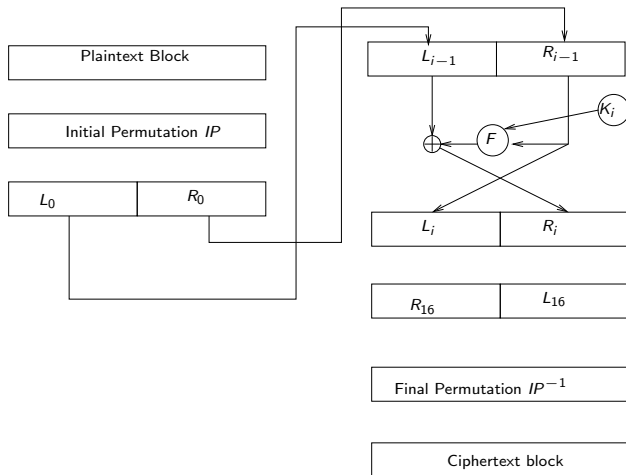 Plaintext Block
Initial Permutation IP
L₀ R₀
Lᵢ₋₁ Rᵢ₋₁
Kᵢ
F
Lᵢ Rᵢ
R₁₆ L₁₆
Final Permutation IP⁻¹
Ciphertext block